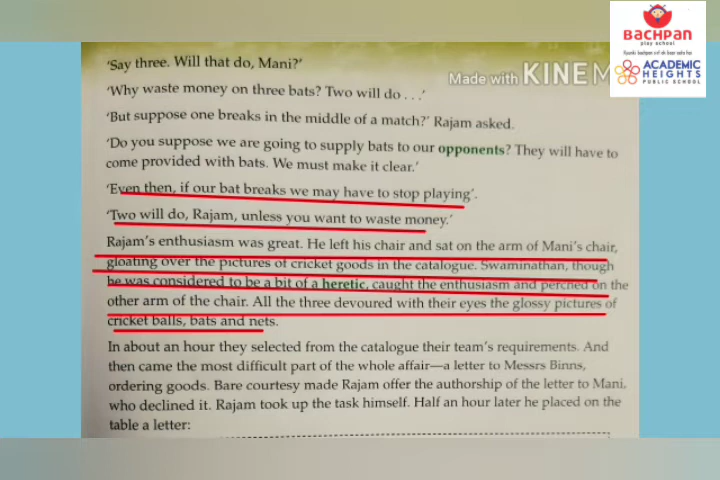 BACHPAN
play school
ACADEMIC
HEIGHTS
PUBLIC SCHOOL
Made with KINEM
'Say three. Will that do, Mani?'
'Why waste money on three bats? Two will do . . .'
'But suppose one breaks in the middle of a match?' Rajam asked.
'Do you suppose we are going to supply bats to our opponents? They will have to
come provided with bats. We must make it clear.'
'Even then, if our bat breaks we may have to stop playing'.
'Two will do, Rajam, unless you want to waste money.'
Rajam's enthusiasm was great. He left his chair and sat on the arm of Mani's chair,
gloating over the pictures of cricket goods in the catalogue. Swaminathan, though
he was considered to be a bit of a heretic, caught the enthusiasm and perched on the
other arm of the chair. All the three devoured with their eyes the glossy pictures of
cricket balls, bats and nets.
In about an hour they selected from the catalogue their team's requirements. And
then came the most difficult part of the whole affair—a letter to Messrs Binns,
ordering goods. Bare courtesy made Rajam offer the authorship of the letter to Mani,
who declined it. Rajam took up the task himself. Half an hour later he placed on the
table a letter: